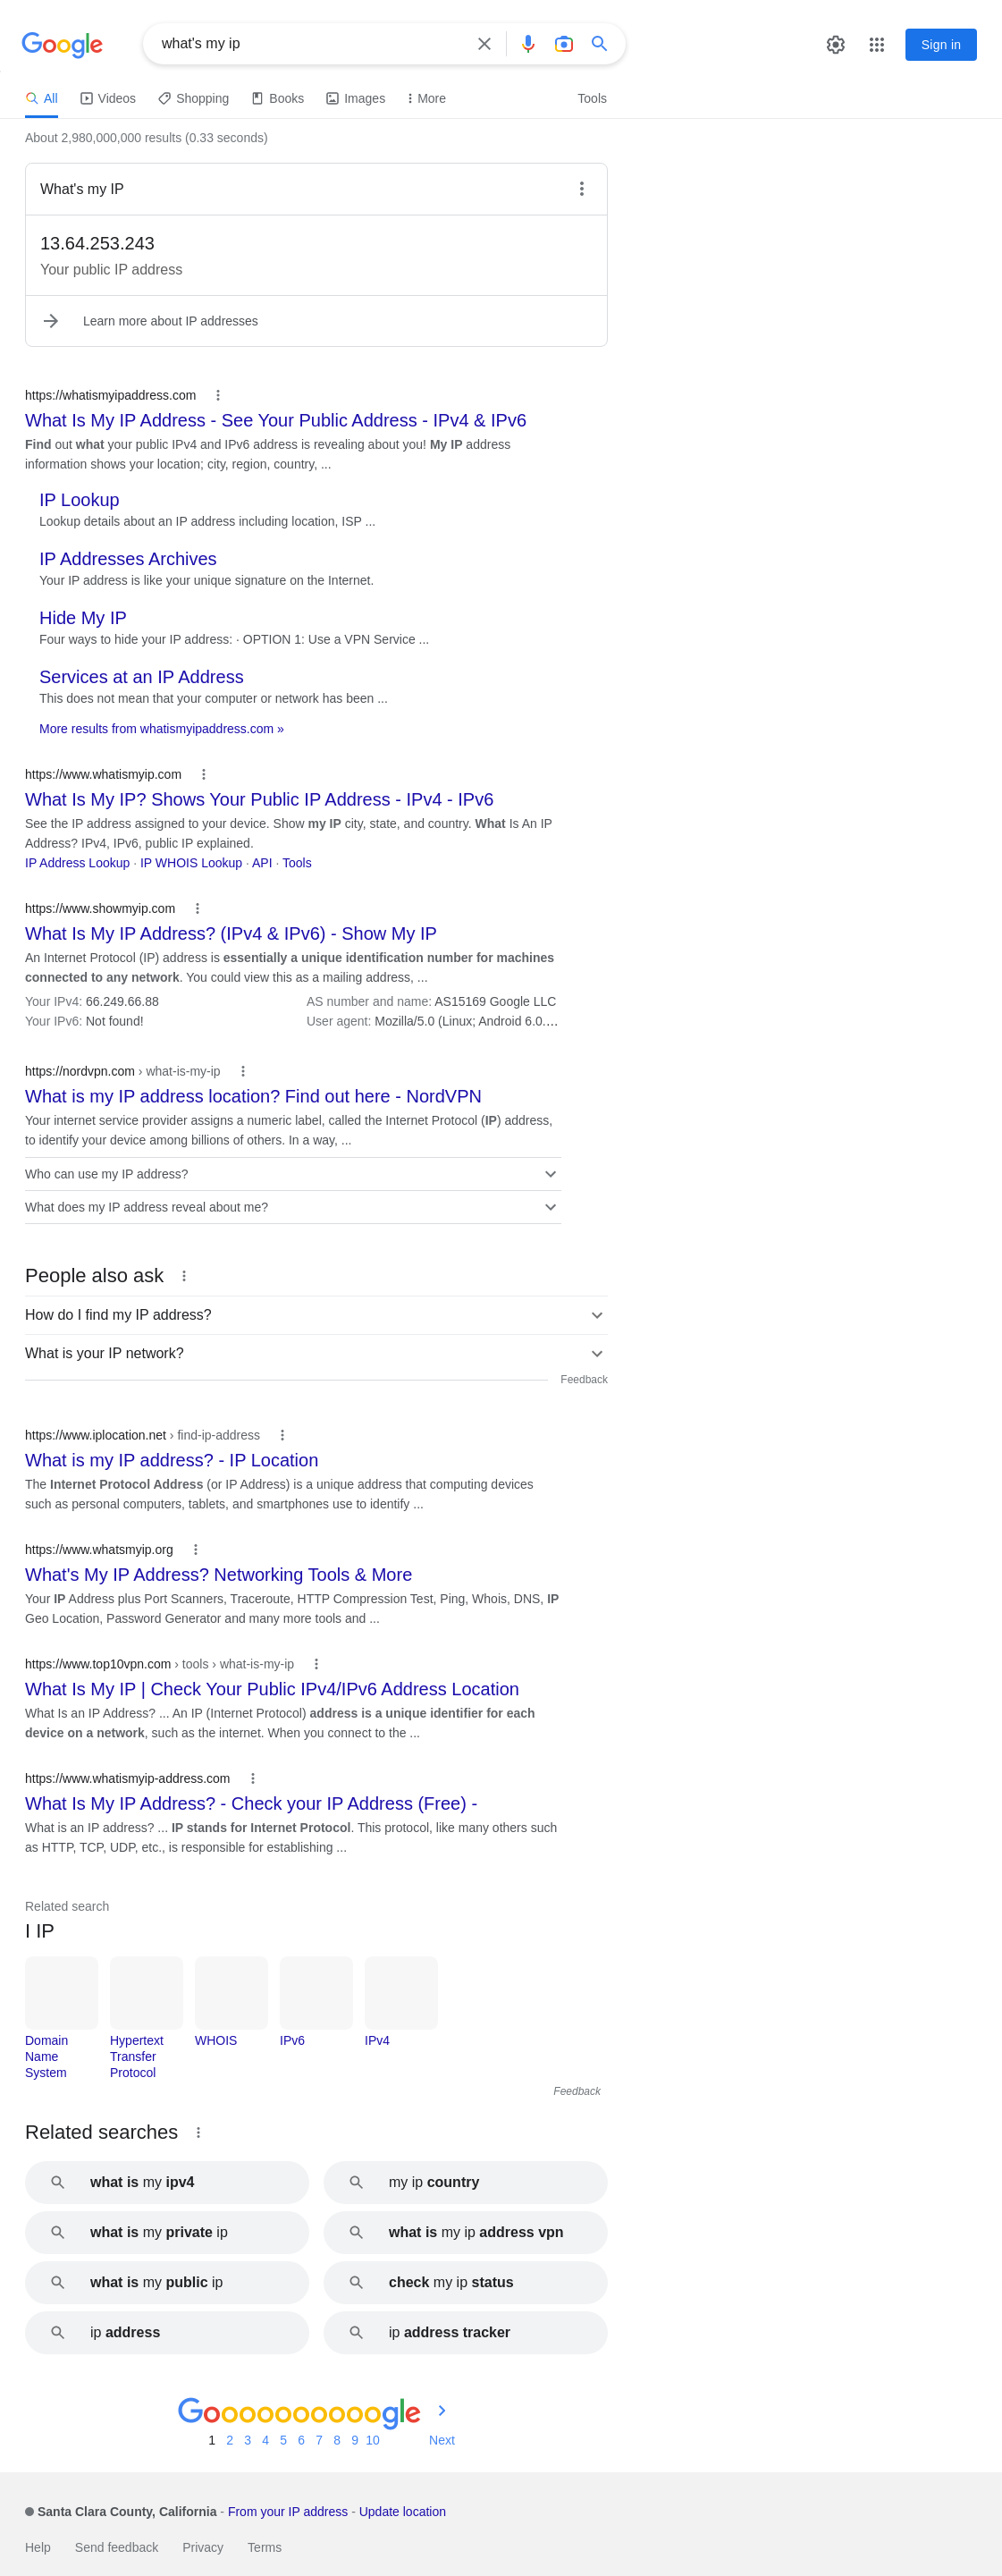 Google
what's my ip
Sign in
All
Videos
Shopping
Books
Images
More
Tools
About 2,980,000,000 results (0.33 seconds)
What's my IP
13.64.253.243
Your public IP address
Learn more about IP addresses
https://whatismyipaddress.com
What Is My IP Address - See Your Public Address - IPv4 & IPv6
Find out what your public IPv4 and IPv6 address is revealing about you! My IP address
information shows your location; city, region, country, ...
IP Lookup
Lookup details about an IP address including location, ISP ...
IP Addresses Archives
Your IP address is like your unique signature on the Internet.
Hide My IP
Four ways to hide your IP address: · OPTION 1: Use a VPN Service ...
Services at an IP Address
This does not mean that your computer or network has been ...
More results from whatismyipaddress.com »
https://www.whatismyip.com
What Is My IP? Shows Your Public IP Address - IPv4 - IPv6
See the IP address assigned to your device. Show my IP city, state, and country. What Is An IP
Address? IPv4, IPv6, public IP explained.
IP Address Lookup · IP WHOIS Lookup · API · Tools
https://www.showmyip.com
What Is My IP Address? (IPv4 & IPv6) - Show My IP
An Internet Protocol (IP) address is essentially a unique identification number for machines
connected to any network. You could view this as a mailing address, ...
Your IPv4: 66.249.66.88
AS number and name: AS15169 Google LLC
Your IPv6: Not found!
User agent: Mozilla/5.0 (Linux; Android 6.0....
https://nordvpn.com › what-is-my-ip
What is my IP address location? Find out here - NordVPN
Your internet service provider assigns a numeric label, called the Internet Protocol (IP) address,
to identify your device among billions of others. In a way, ...
Who can use my IP address?
What does my IP address reveal about me?
People also ask
How do I find my IP address?
What is your IP network?
Feedback
https://www.iplocation.net › find-ip-address
What is my IP address? - IP Location
The Internet Protocol Address (or IP Address) is a unique address that computing devices
such as personal computers, tablets, and smartphones use to identify ...
https://www.whatsmyip.org
What's My IP Address? Networking Tools & More
Your IP Address plus Port Scanners, Traceroute, HTTP Compression Test, Ping, Whois, DNS, IP
Geo Location, Password Generator and many more tools and ...
https://www.top10vpn.com › tools › what-is-my-ip
What Is My IP | Check Your Public IPv4/IPv6 Address Location
What Is an IP Address? ... An IP (Internet Protocol) address is a unique identifier for each
device on a network, such as the internet. When you connect to the ...
https://www.whatismyip-address.com
What Is My IP Address? - Check your IP Address (Free) -
What is an IP address? ... IP stands for Internet Protocol. This protocol, like many others such
as HTTP, TCP, UDP, etc., is responsible for establishing ...
Related search
I IP
Domain
Name
System
Hypertext
Transfer
Protocol
WHOIS
IPv6
IPv4
Feedback
Related searches
what is my ipv4
my ip country
what is my private ip
what is my ip address vpn
what is my public ip
check my ip status
ip address
ip address tracker
Goooooooooogle
1 2 3 4 5 6 7 8 9 10
Next
Santa Clara County, California - From your IP address - Update location
Help
Send feedback
Privacy
Terms